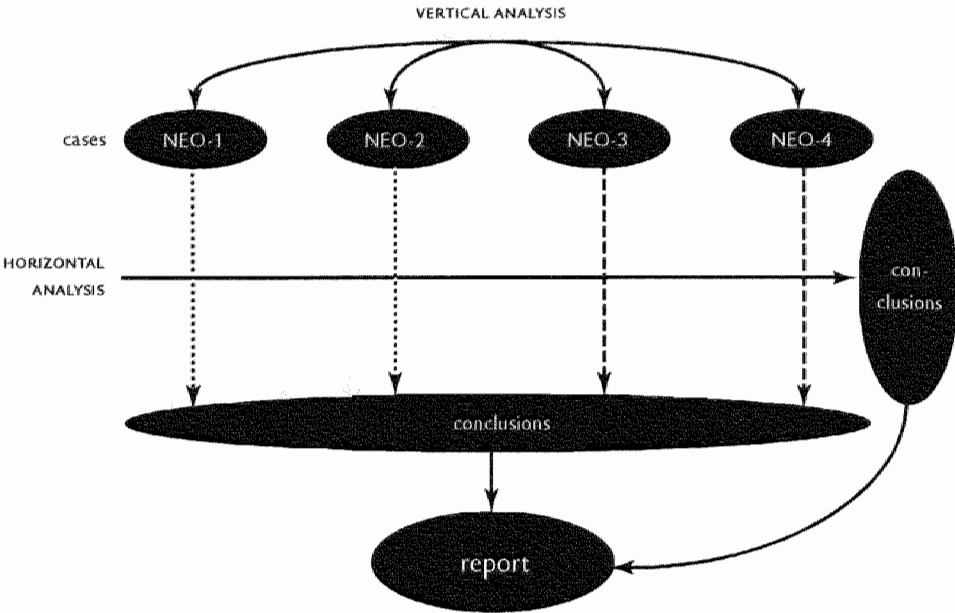 VERTICAL ANALYSIS
cases
NEO-1
NEO-2
NEO-3
NEO-4
HORIZONTAL
ANALYSIS
con-
clusions
conclusions
report